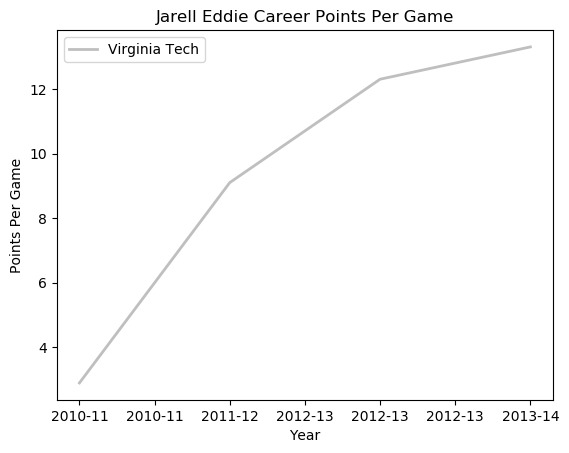 Jarell Eddie Career Points Per Game
Virginia Tech
12
10
8
6
4
Points Per Game
2010-11 2010-11 2011-12 2012-13 2012-13 2012-13 2013-14
Year